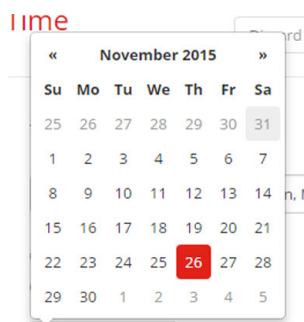 Time
« November 2015 »
Su Mo Tu We Th Fr Sa
25 26 27 28 29 30 31
1 2 3 4 5 6 7
8 9 10 11 12 13 14
15 16 17 18 19 20 21
22 23 24 25 26 27 28
29 30 1 2 3 4 5